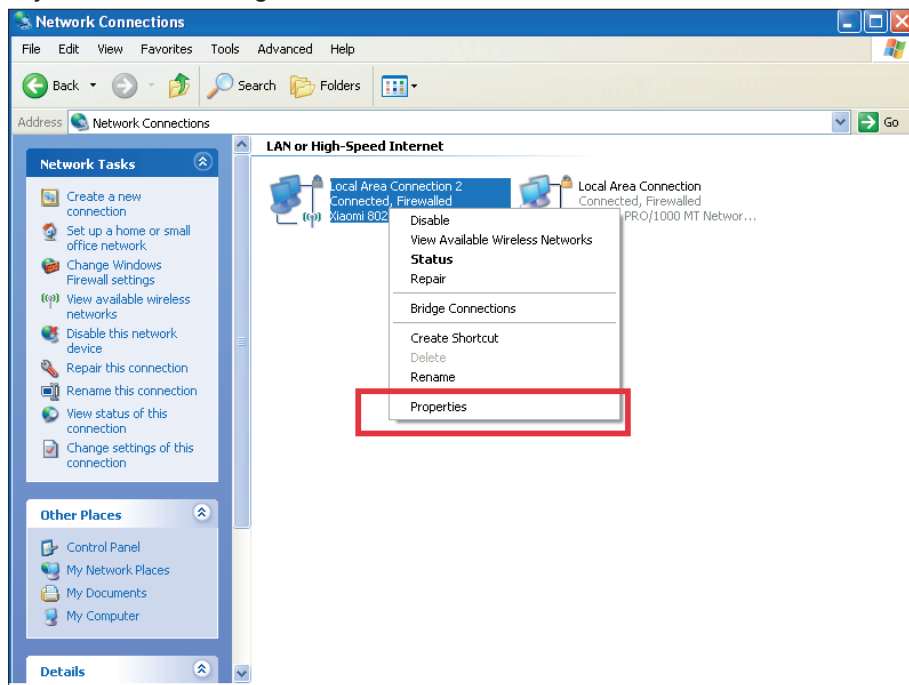 Network Connections
File Edit View Favorites Tools Advanced Help
Back Search Folders
Address Network Connections Go
Network Tasks
Create a new
connection
Set up a home or small
office network
Change Windows
Firewall settings
View available wireless
networks
Disable this network
device
Repair this connection
Rename this connection
View status of this
connection
Change settings of this
connection
Other Places
Control Panel
My Network Places
My Documents
My Computer
Details
LAN or High-Speed Internet
Local Area Connection 2
Connected, Firewalled
Xiaomi 802
Local Area Connection
Connected, Firewalled
PRO/1000 MT Networ...
Disable
View Available Wireless Networks
Status
Repair
Bridge Connections
Create Shortcut
Delete
Rename
Properties